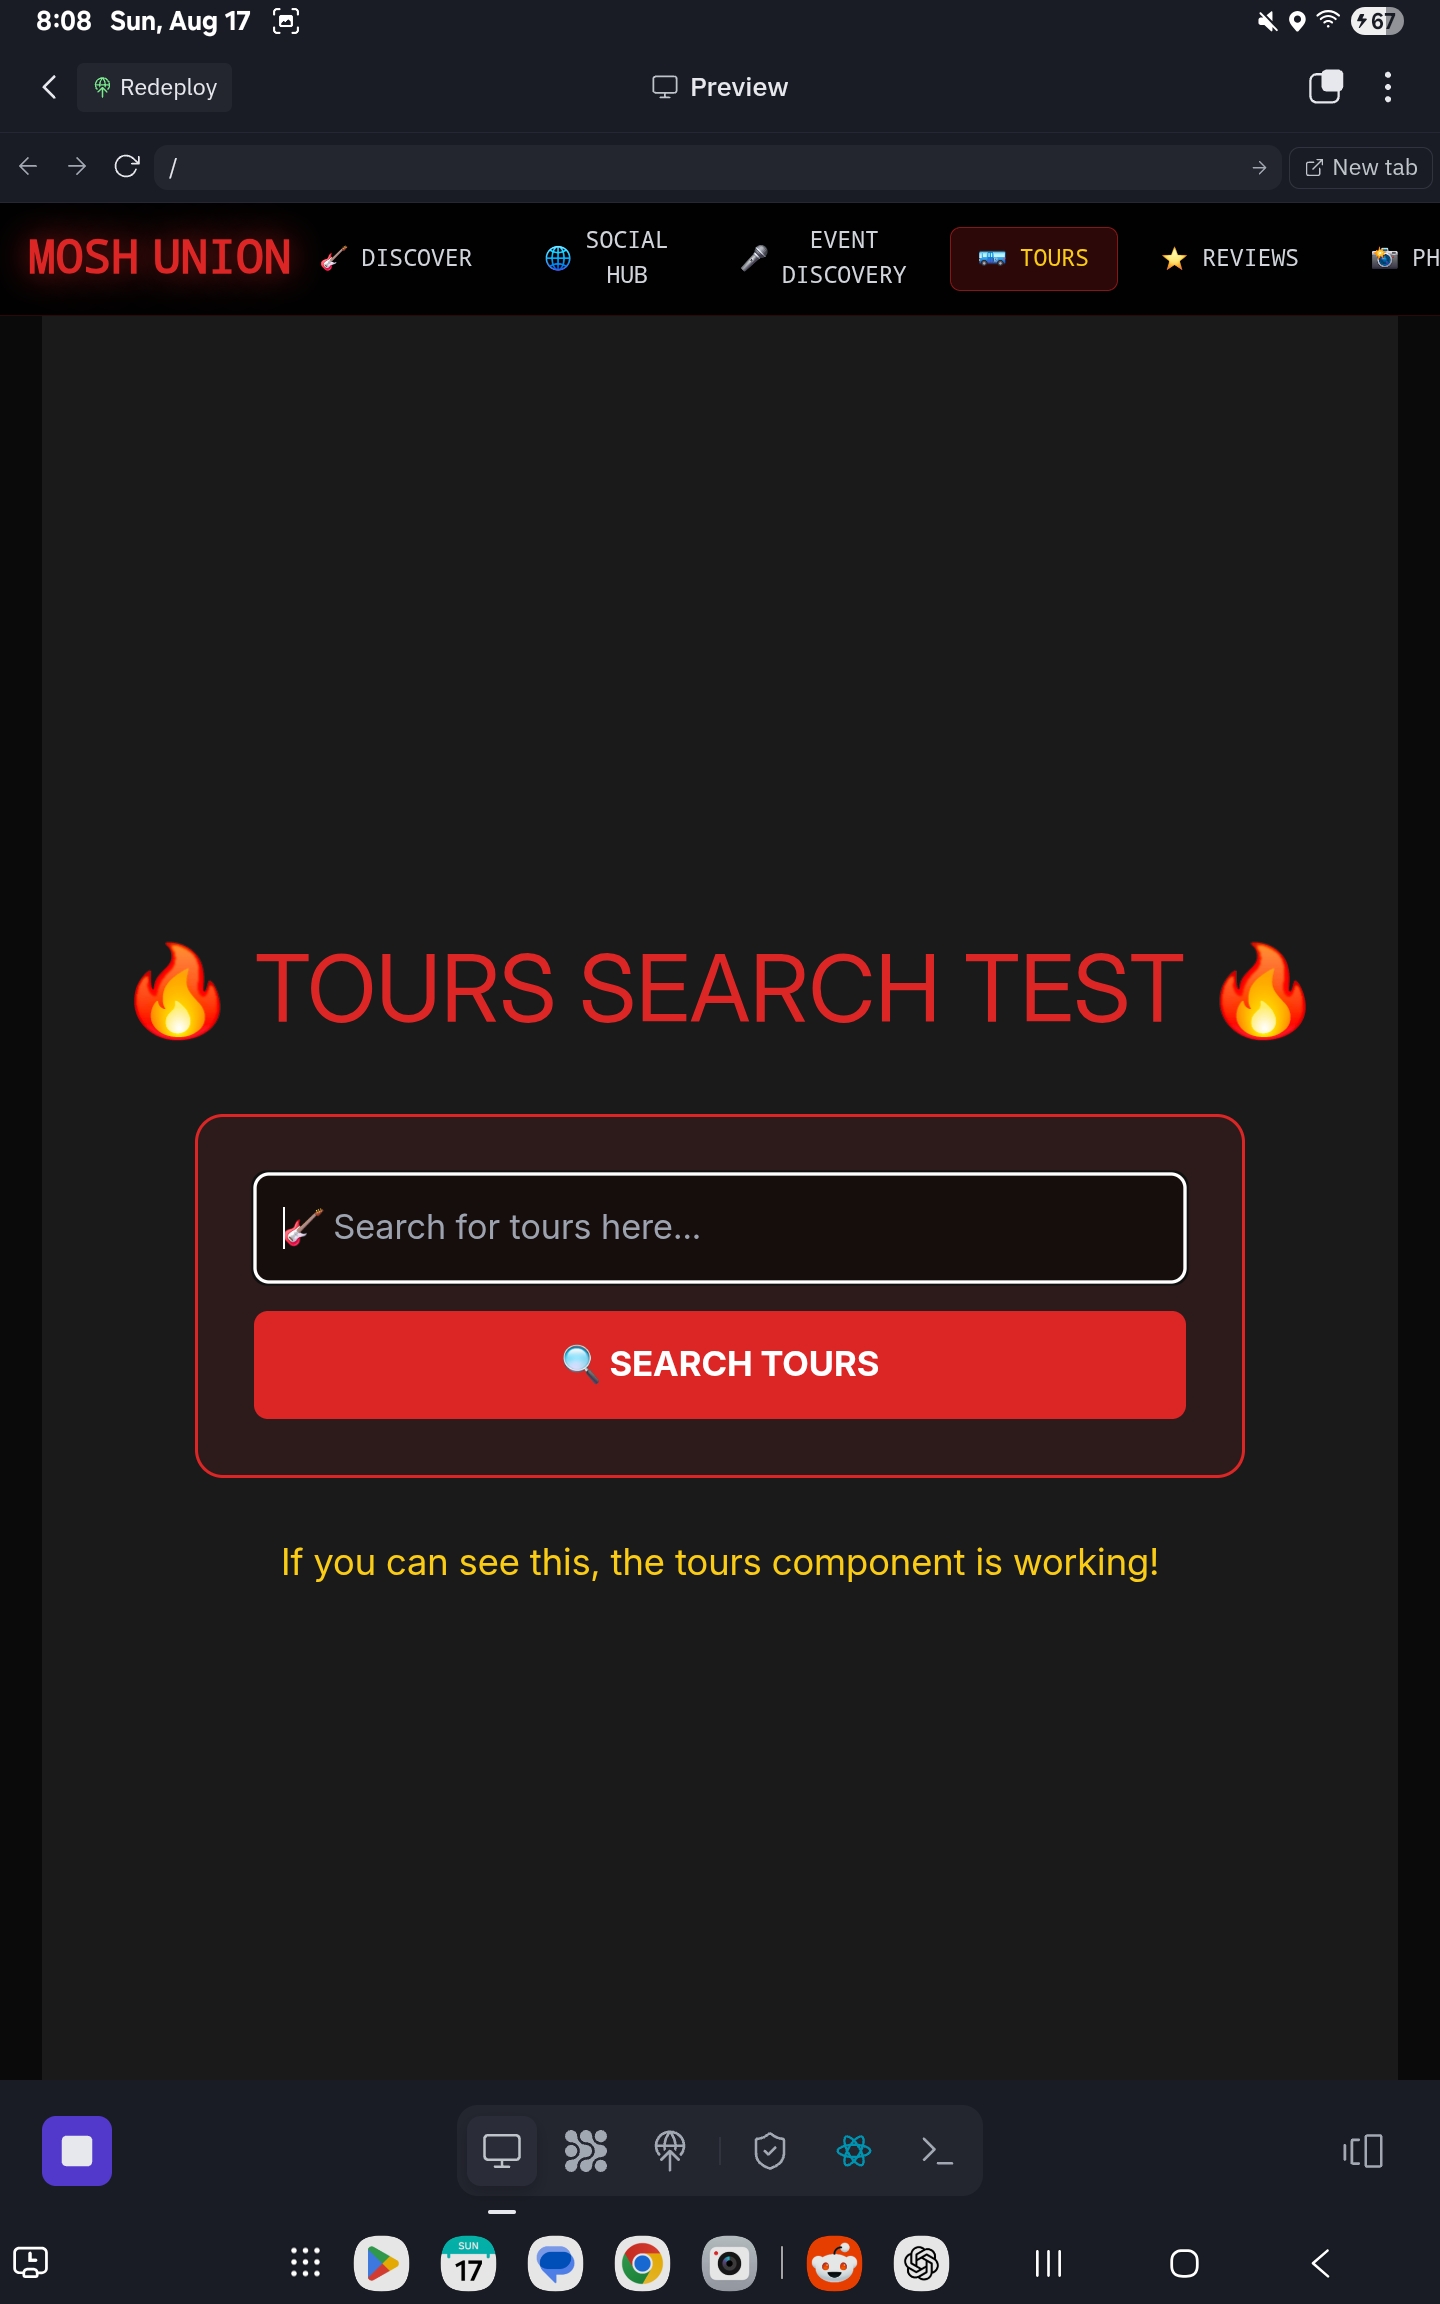 8:08 Sun, Aug 17
67
Redeploy
Preview
/
New tab
MOSH UNION
DISCOVER
SOCIAL
HUB
EVENT
DISCOVERY
TOURS
REVIEWS
PH
TOURS SEARCH TEST
Search for tours here...
SEARCH TOURS
If you can see this, the tours component is working!
SUN
17